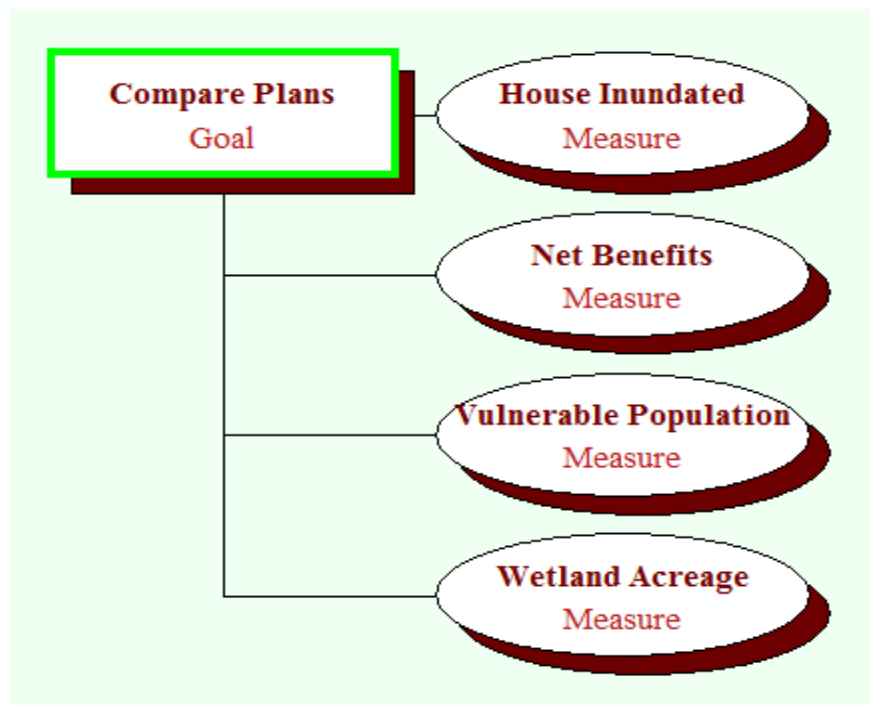 Compare Plans
Goal
House Inundated
Measure
Net Benefits
Measure
Vulnerable Population
Measure
Wetland Acreage
Measure